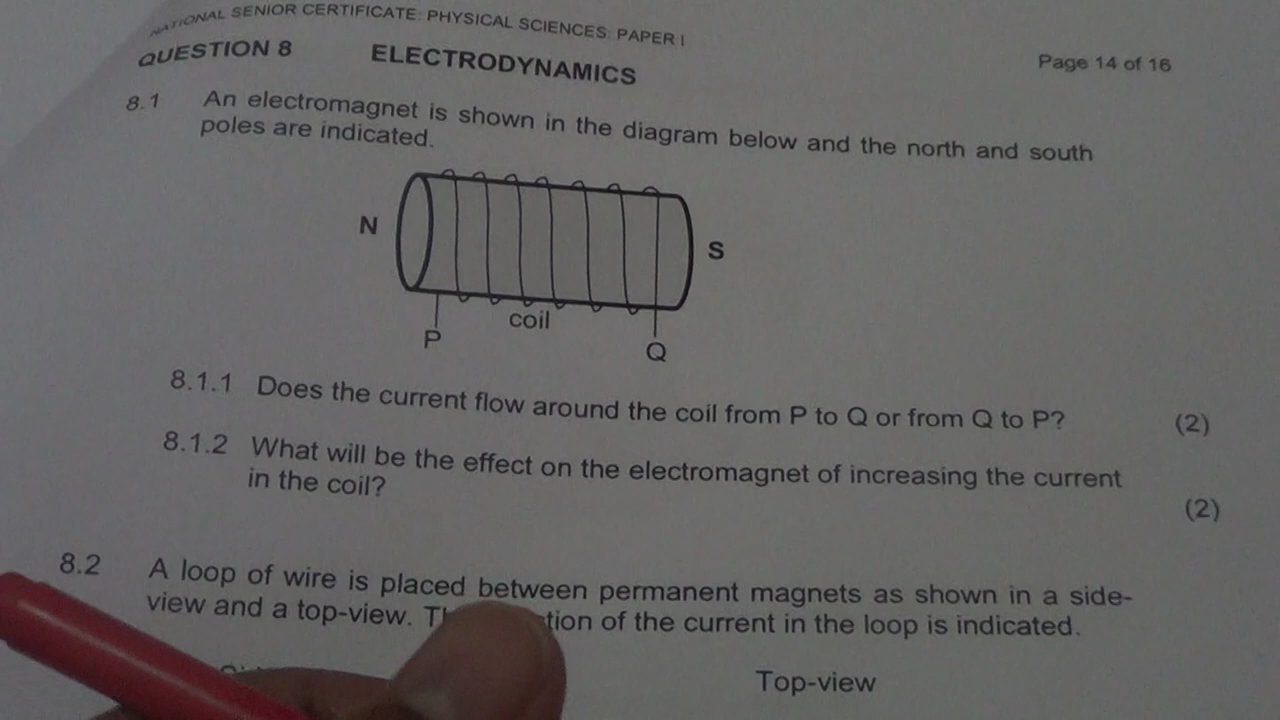 NATIONAL SENIOR CERTIFICATE: PHYSICAL SCIENCES: PAPER I
Page 14 of 16
QUESTION 8 ELECTRODYNAMICS
8.1 An electromagnet is shown in the diagram below and the north and south
poles are indicated.
N
S
P
coil
Q
8.1.1 Does the current flow around the coil from P to Q or from Q to P? (2)
8.1.2 What will be the effect on the electromagnet of increasing the current
in the coil? (2)
8.2 A loop of wire is placed between permanent magnets as shown in a side-
view and a top-view. of the current in the loop is indicated.
Top-view